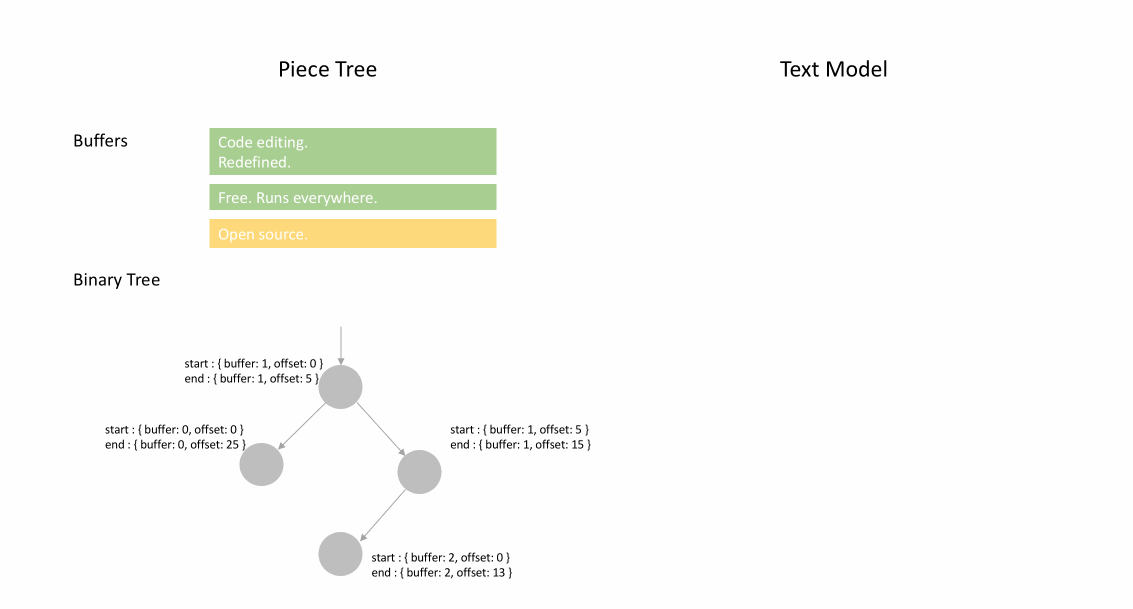 Piece Tree
Text Model
Buffers
Code editing.
Redefined.
Free. Runs everywhere.
Open source.
Binary Tree
start : { buffer: 1, offset: 0 }
end : { buffer: 1, offset: 5 }
start : { buffer: 0, offset: 0 }
end : { buffer: 0, offset: 25 }
start : { buffer: 1, offset: 5 }
end : { buffer: 1, offset: 15 }
start : { buffer: 2, offset: 0 }
end : { buffer: 2, offset: 13 }